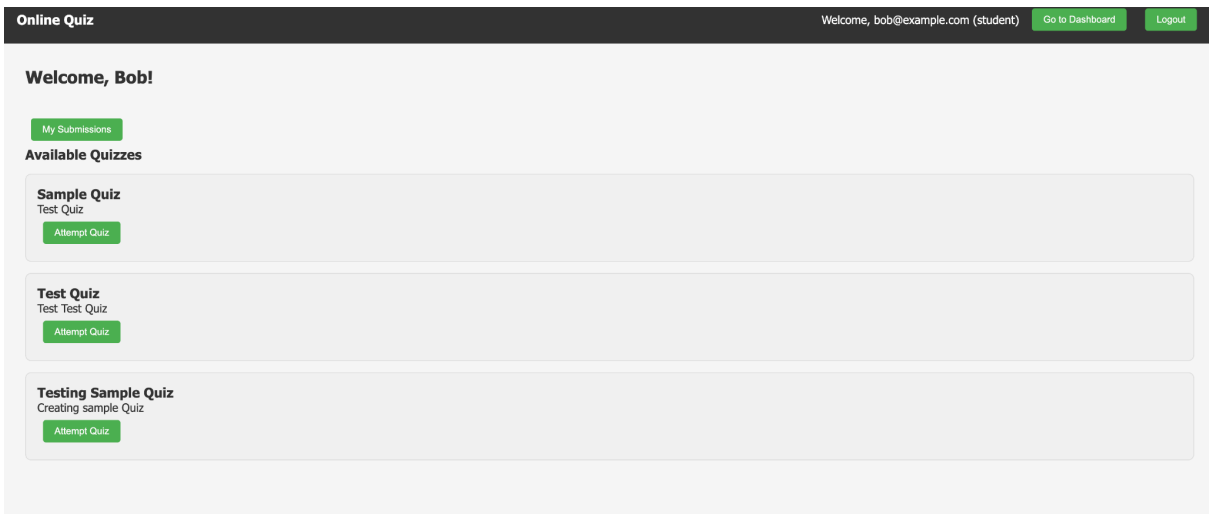 Online Quiz
Welcome, bob@example.com (student)
Go to Dashboard
Logout
Welcome, Bob!
My Submissions
Available Quizzes
Sample Quiz
Test Quiz
Attempt Quiz
Test Quiz
Test Test Quiz
Attempt Quiz
Testing Sample Quiz
Creating sample Quiz
Attempt Quiz